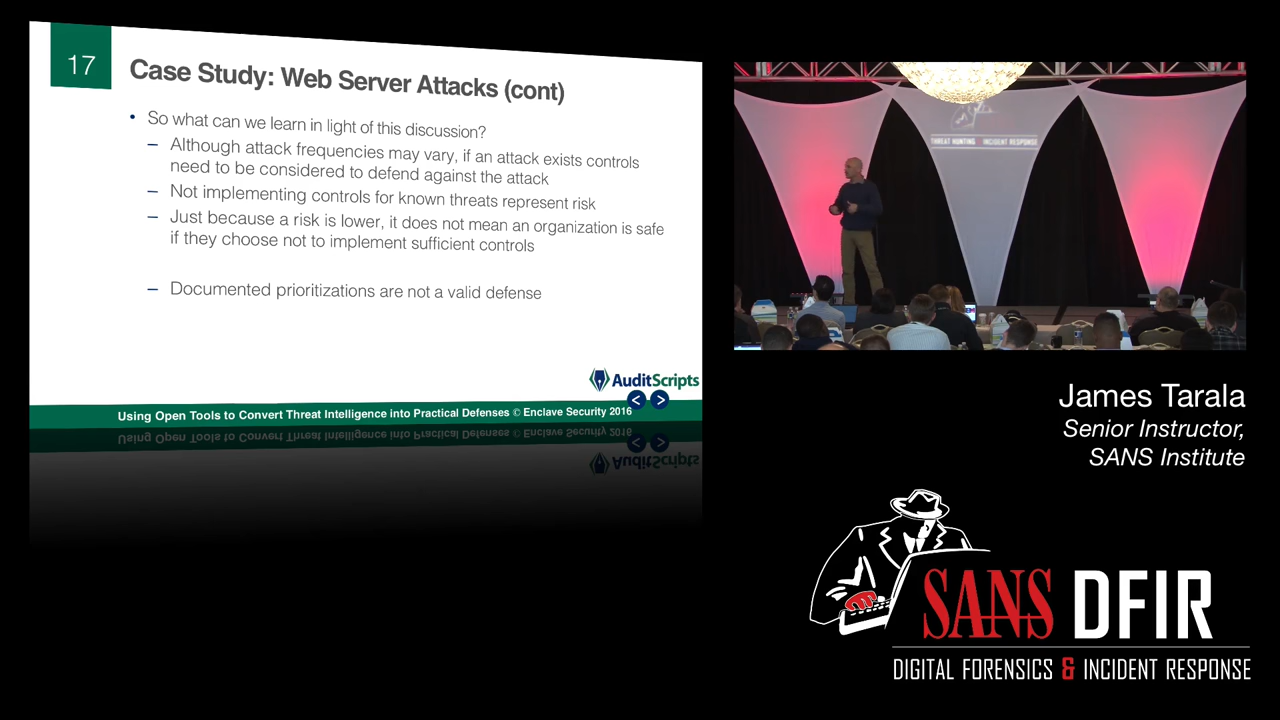 17
Case Study: Web Server Attacks (cont)
• So what can we learn in light of this discussion?
– Although attack frequencies may vary, if an attack exists controls
need to be considered to defend against the attack
– Not implementing controls for known threats represent risk
– Just because a risk is lower, it does not mean an organization is safe
if they choose not to implement sufficient controls
– Documented prioritizations are not a valid defense
AuditScripts
Using Open Tools to Convert Threat Intelligence into Practical Defenses © Enclave Security 2016
THREAT HUNTING & INCIDENT RESPONSE
James Tarala
Senior Instructor,
SANS Institute
SANS DFIR
DIGITAL FORENSICS & INCIDENT RESPONSE